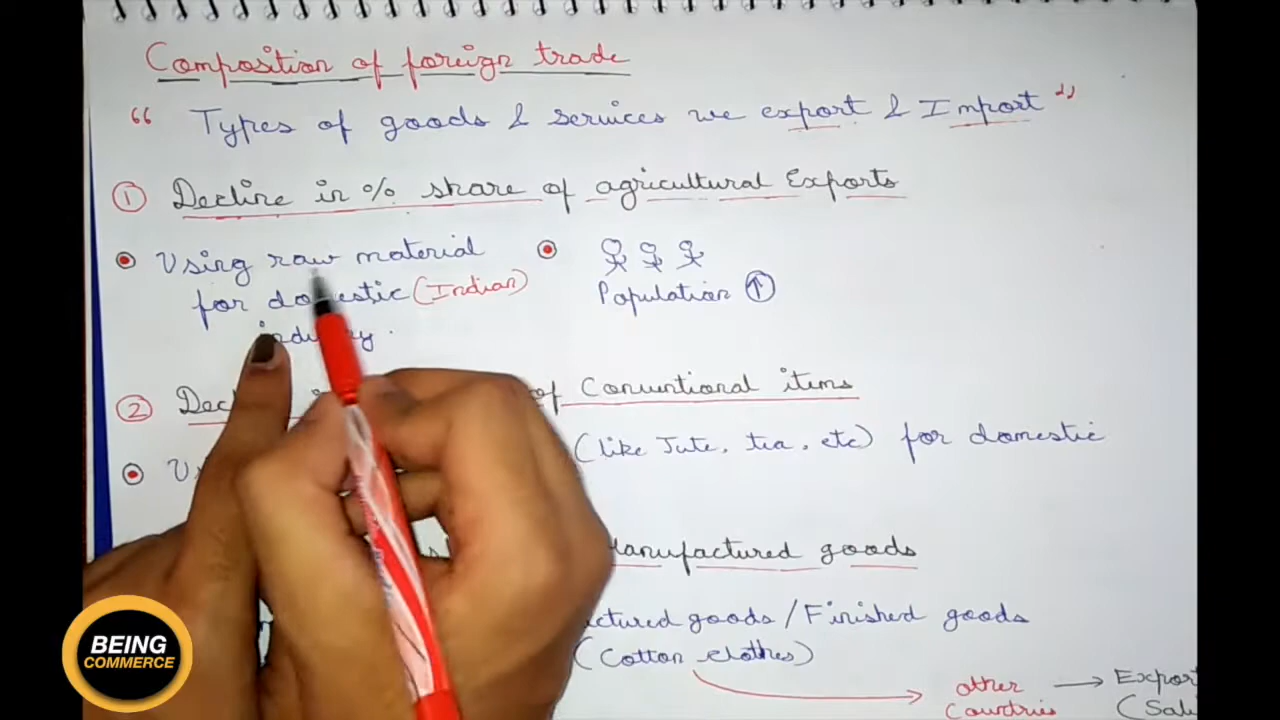 Composition of foreign trade
“ Types of goods & services we export & Import ”
① Decline in % share of agricultural Exports
Using raw material
for domestic (Indian)
industry.
Population ↑
② of Conventional items
(like Jute, tea, etc) for domestic
Manufactured goods
goods / Finished goods
(Cotton clothes)
other
Countries → Export
BEING
COMMERCE